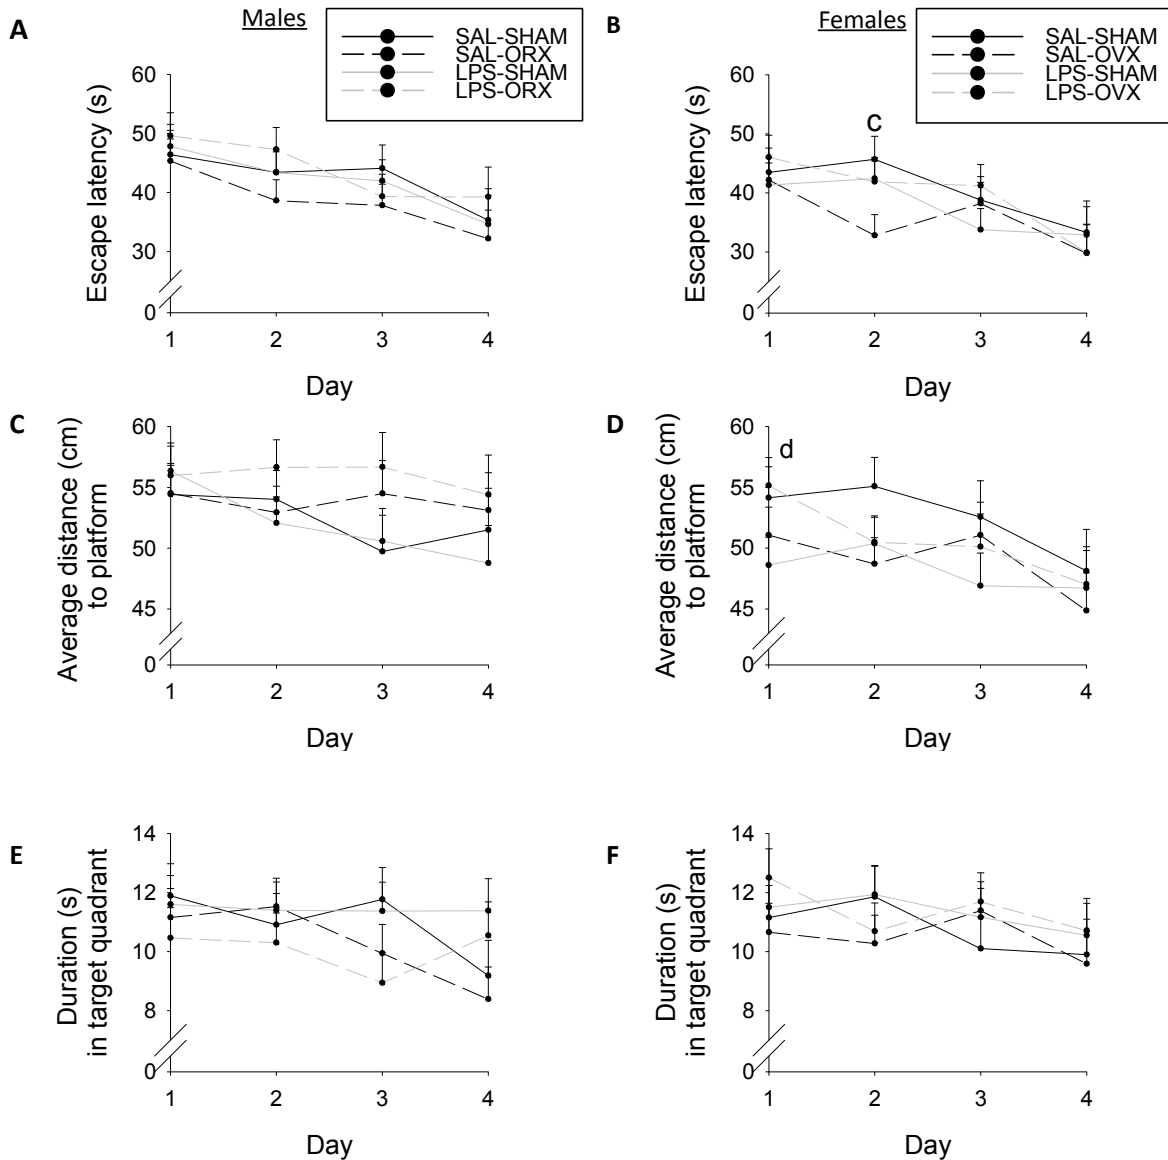 A
Males
SAL-SHAM
SAL-ORX
LPS-SHAM
LPS-ORX
60
50
40
30
0
Escape latency (s)
1 2 3 4
Day
B
Females
SAL-SHAM
SAL-OVX
LPS-SHAM
LPS-OVX
60
50
40
30
0
Escape latency (s)
C
1 2 3 4
Day
C
60
55
50
45
0
Average distance (cm)
to platform
1 2 3 4
Day
D
60
55
50
45
0
Average distance (cm)
to platform
d
1 2 3 4
Day
E
14
12
10
8
0
Duration (s)
in target quadrant
1 2 3 4
Day
F
14
12
10
8
0
Duration (s)
in target quadrant
1 2 3 4
Day